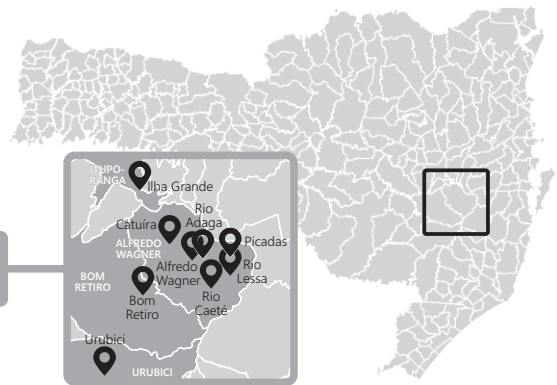 ITUPO-
RANGA
Ilha Grande
Rio
Adaga
Catuíra
Picadas
ALFREDO
WAGNER
Alfredo
Wagner
Rio
Lessa
BOM
RETIRO
Bom
Retiro
Rio
Caeté
Urubici
URUBICI